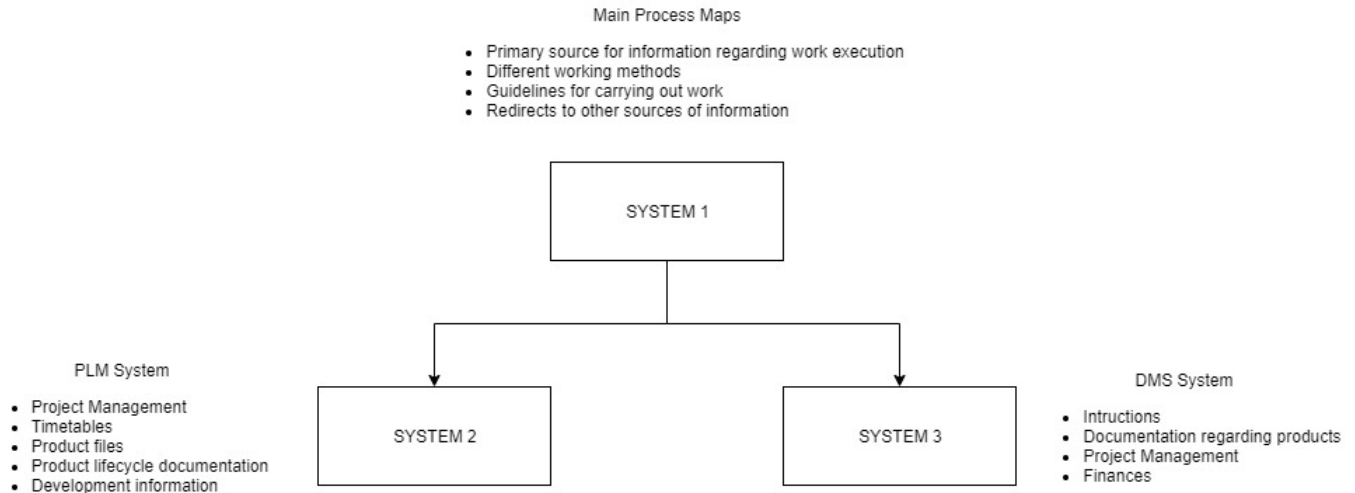 Main Process Maps
• Primary source for information regarding work execution
• Different working methods
• Guidelines for carrying out work
• Redirects to other sources of information
SYSTEM 1
PLM System
• Project Management
• Timetables
• Product files
• Product lifecycle documentation
• Development information
SYSTEM 2
SYSTEM 3
DMS System
• Intructions
• Documentation regarding products
• Project Management
• Finances